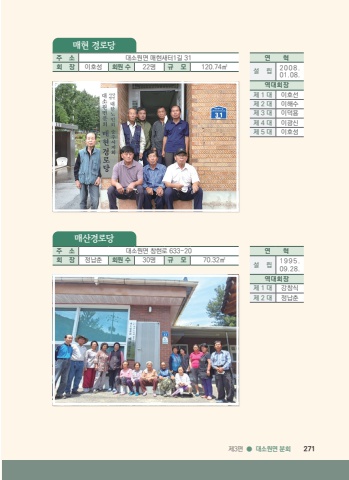 매현 경로당
주 소 대소원면 매현새터1길 31
회 장 이호섭 회원 수 22명 규 모 120.74㎡
연 혁
설 립 2008. 01.08.
역대회장
제 1 대 이호선
제 2 대 이해수
제 3 대 이덕용
제 4 대 이광신
제 5 대 이호섭
매현경로당
31
매산경로당
주 소 대소원면 창현로 633-20
회 장 정남춘 회원 수 30명 규 모 70.32㎡
연 혁
설 립 1995. 09.28.
역대회장
제 1 대 김창식
제 2 대 정남춘
제3편 ● 대소원면 문화 271